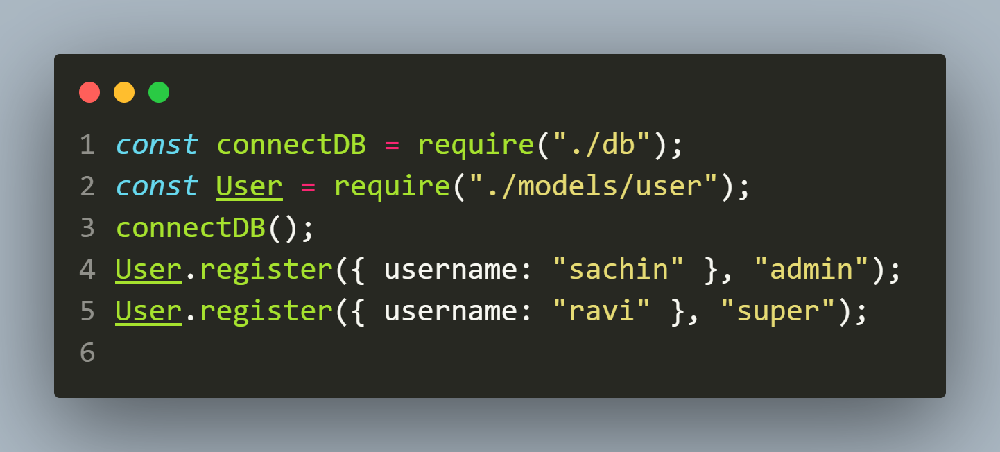 1 const connectDB = require("./db");
2 const User = require("./models/user");
3 connectDB();
4 User.register({ username: "sachin" }, "admin");
5 User.register({ username: "ravi" }, "super");
6